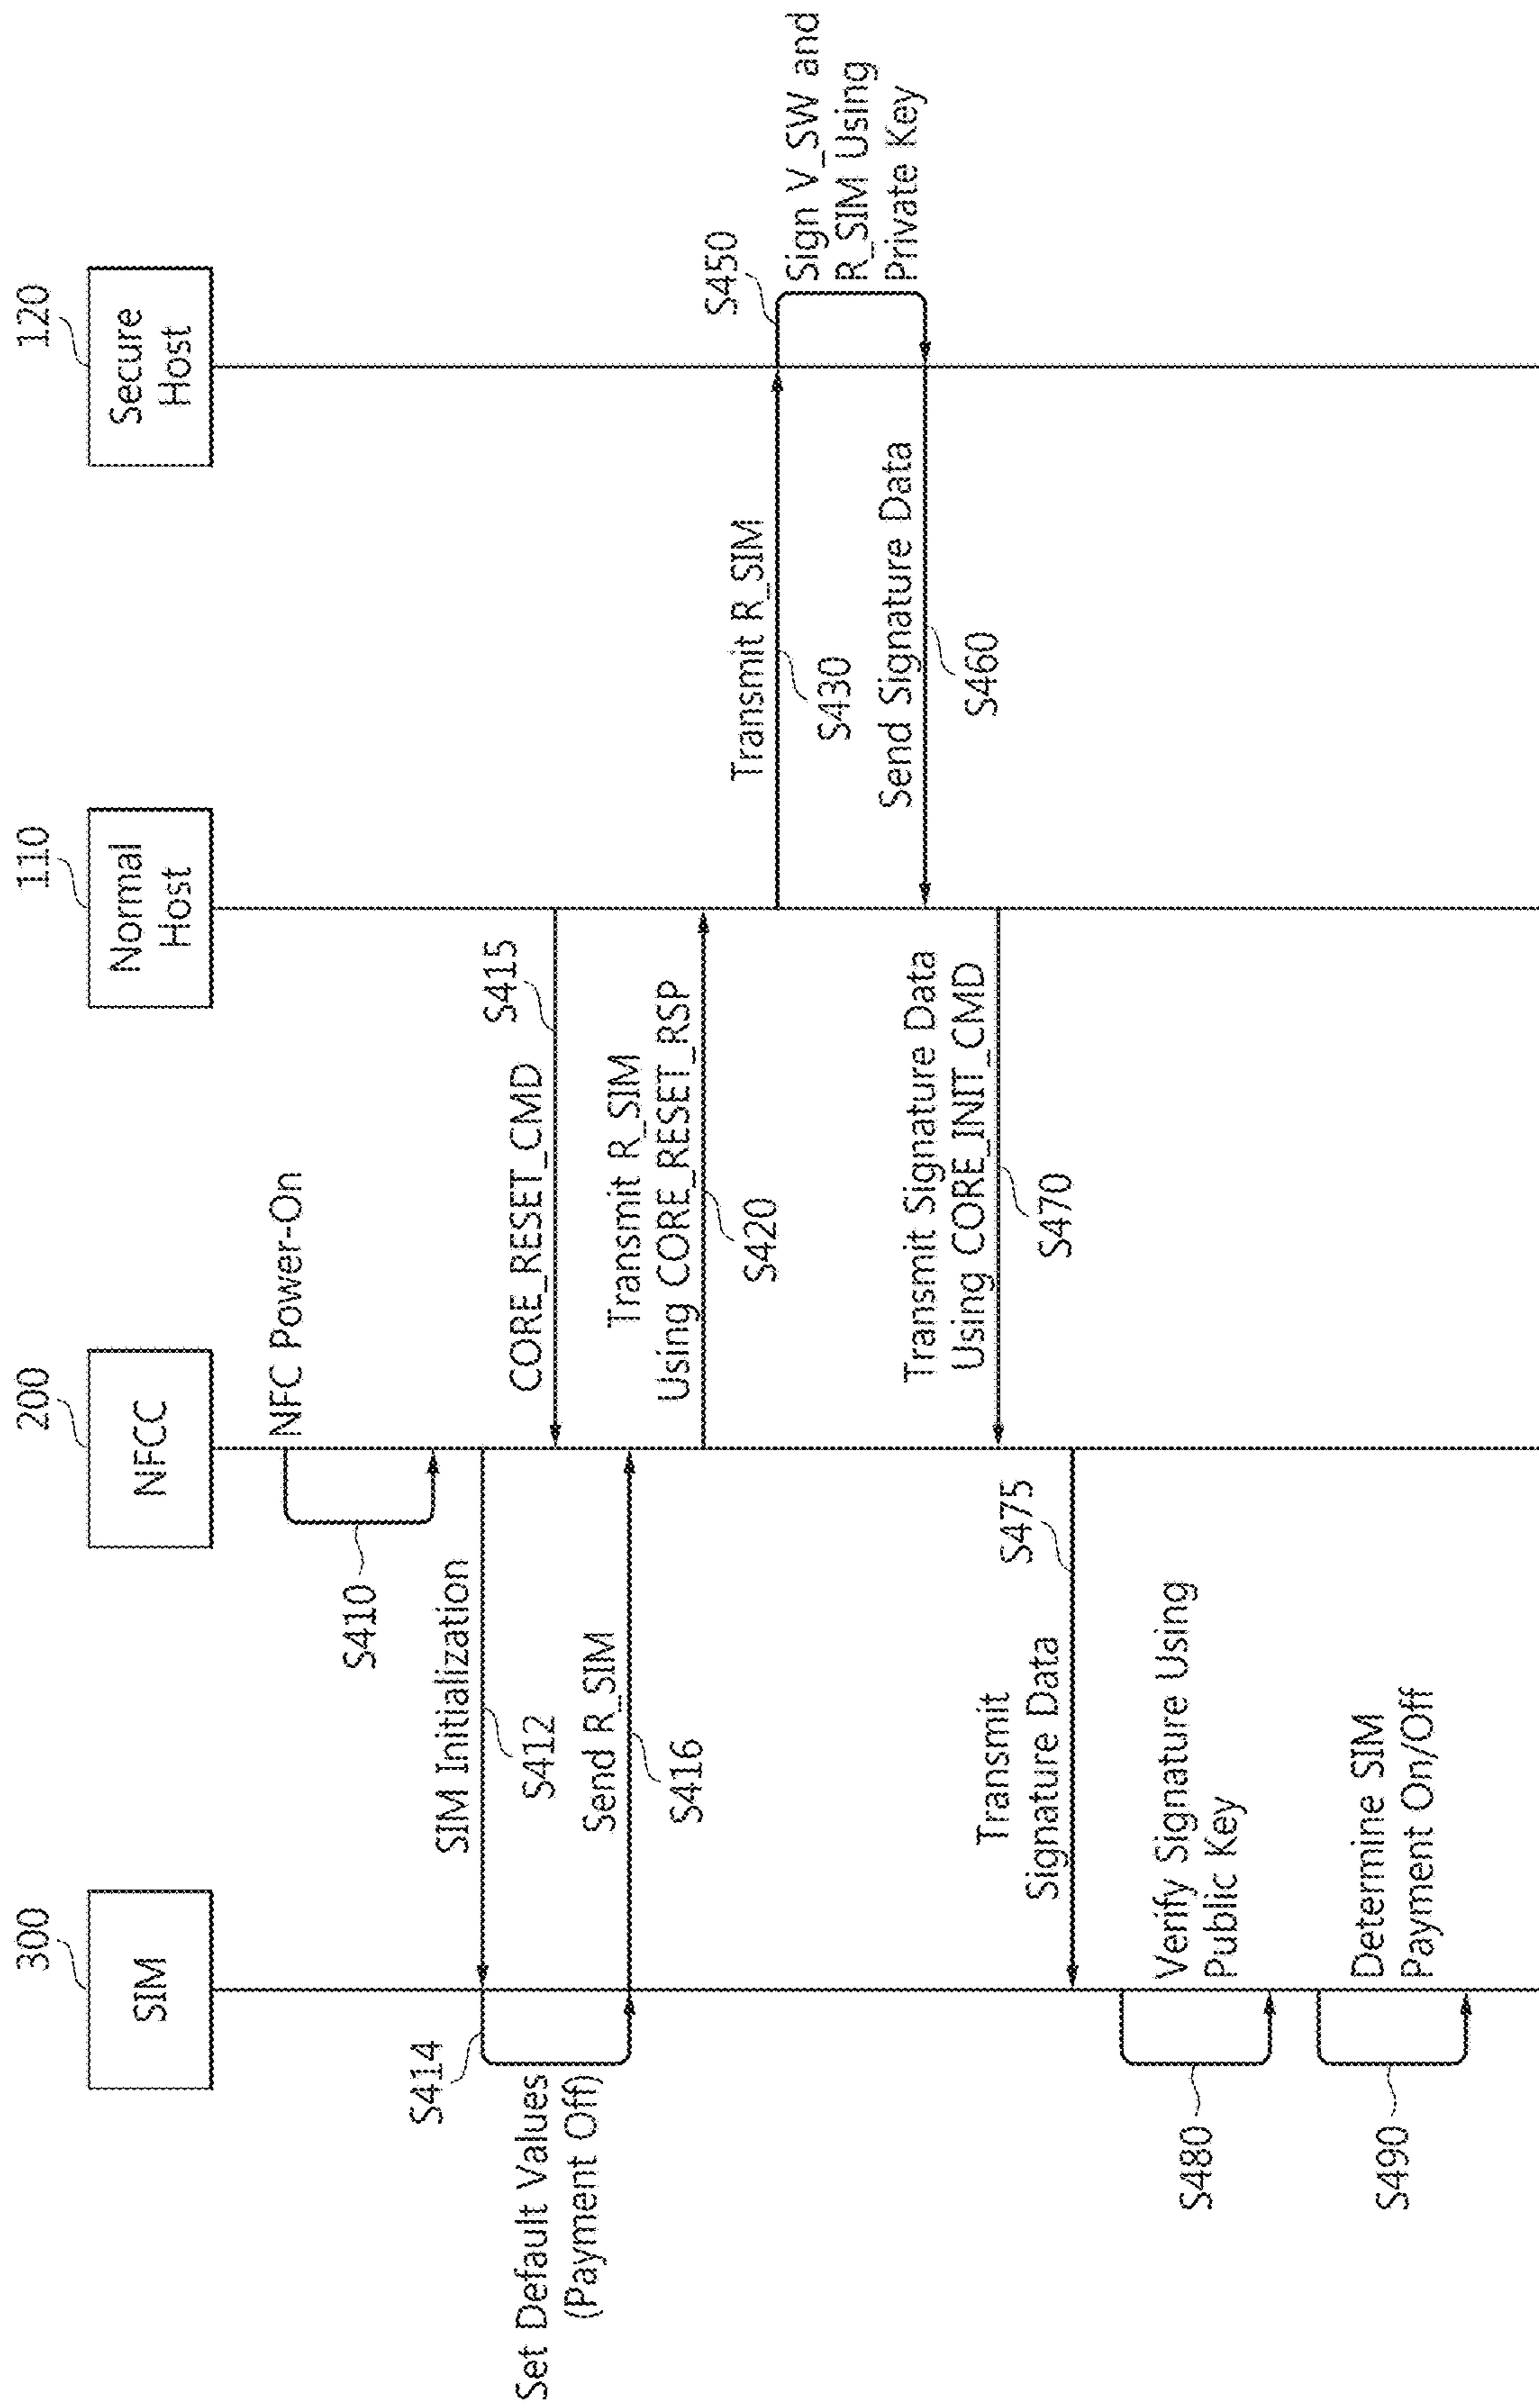 300
SIM
200
NFCC
110
Normal
Host
120
Secure
Host
NFC Power-On
S410
SIM Initialization
S412
S414
Set Default Values
(Payment Off)
CORE_RESET_CMD
S415
Send R_SIM
S416
Transmit R_SIM
Using CORE_RESET_RSP
S420
Transmit R_SIM
S430
S450
Sign V_SW and
R_SIM Using
Private Key
Send Signature Data
S460
Transmit Signature Data
Using CORE_INIT_CMD
S470
Transmit
Signature Data
S475
Verify Signature Using
Public Key
S480
Determine SIM
Payment On/Off
S490